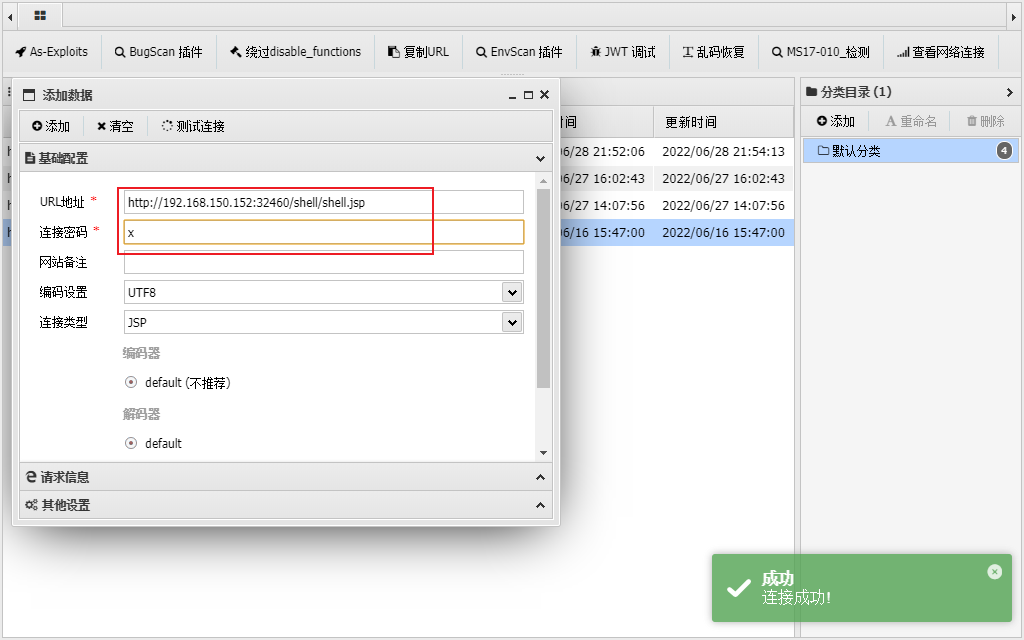 As-Exploits BugScan 插件 绕过disable_functions 复制URL EnvScan 插件 JWT 调试 乱码恢复 MS17-010_检测 查看网络连接
添加数据
分类目录 (1)
添加 清空 测试连接
间 更新时间
添加 重命名 删除
基础配置
06/28 21:52:06 2022/06/28 21:54:13
默认分类 4
06/27 16:02:43 2022/06/27 16:02:43
URL地址 * http://192.168.150.152:32460/shell/shell.jsp
06/27 14:07:56 2022/06/27 14:07:56
连接密码 * x
06/16 15:47:00 2022/06/16 15:47:00
网站备注
编码设置 UTF8
连接类型 JSP
编码器
default (不推荐)
解码器
default
请求信息
其他设置
成功
连接成功!